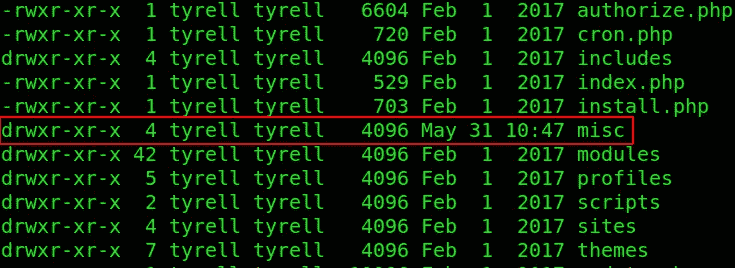 -rwxr-xr-x  1 tyrell tyrell   6604 Feb  1  2017 authorize.php
-rwxr-xr-x  1 tyrell tyrell    720 Feb  1  2017 cron.php
drwxr-xr-x  4 tyrell tyrell   4096 Feb  1  2017 includes
-rwxr-xr-x  1 tyrell tyrell    529 Feb  1  2017 index.php
-rwxr-xr-x  1 tyrell tyrell    703 Feb  1  2017 install.php
drwxr-xr-x  4 tyrell tyrell   4096 May 31 10:47 misc
drwxr-xr-x 42 tyrell tyrell   4096 Feb  1  2017 modules
drwxr-xr-x  5 tyrell tyrell   4096 Feb  1  2017 profiles
drwxr-xr-x  2 tyrell tyrell   4096 Feb  1  2017 scripts
drwxr-xr-x  4 tyrell tyrell   4096 Feb  1  2017 sites
drwxr-xr-x  7 tyrell tyrell   4096 Feb  1  2017 themes